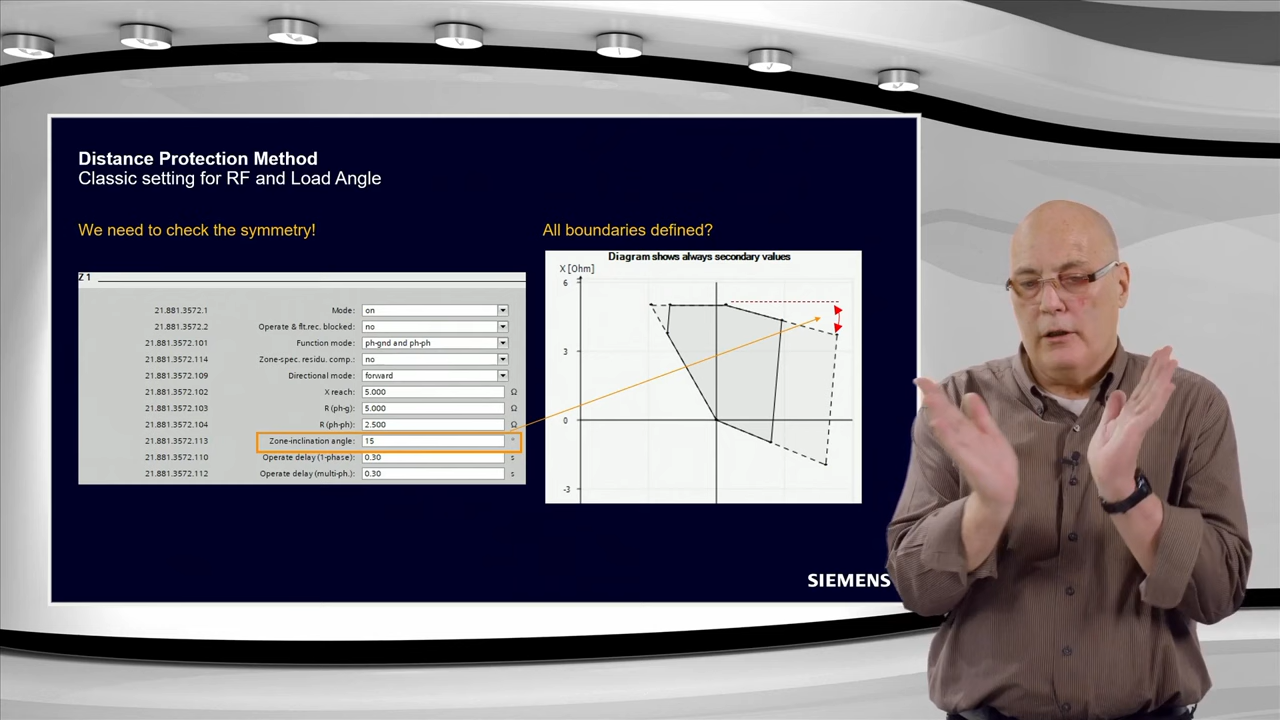 Distance Protection Method
Classic setting for RF and Load Angle
We need to check the symmetry!
All boundaries defined?
Z 1
21.881.3572.1 Mode: on
21.881.3572.2 Operate & flt.rec. blocked: no
21.881.3572.101 Function mode: ph-gnd and ph-ph
21.881.3572.114 Zone-spec. residu. comp.: no
21.881.3572.109 Directional mode: forward
21.881.3572.102 X reach: 5.000 Ω
21.881.3572.103 R (ph-g): 5.000 Ω
21.881.3572.104 R (ph-ph): 2.500 Ω
21.881.3572.113 Zone-inclination angle: 15 °
21.881.3572.110 Operate delay (1-phase): 0.30 s
21.881.3572.112 Operate delay (multi-ph.): 0.30 s
Diagram shows always secondary values
X [Ohm]
6
3
0
-3
SIEMENS